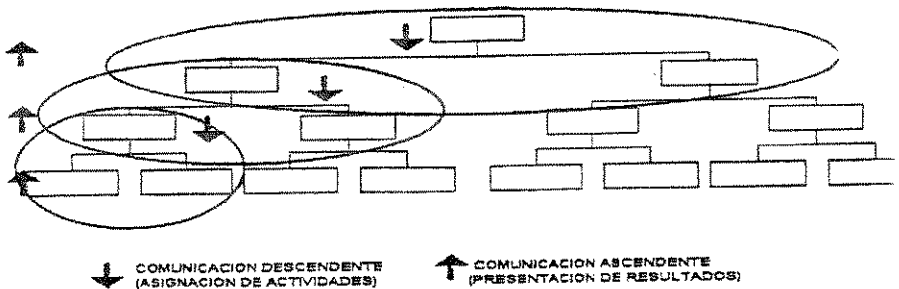 COMUNICACION DESCENDENTE
(ASIGNACION DE ACTIVIDADES)
COMUNICACION ASCENDENTE
(PRESENTACION DE RESULTADOS)